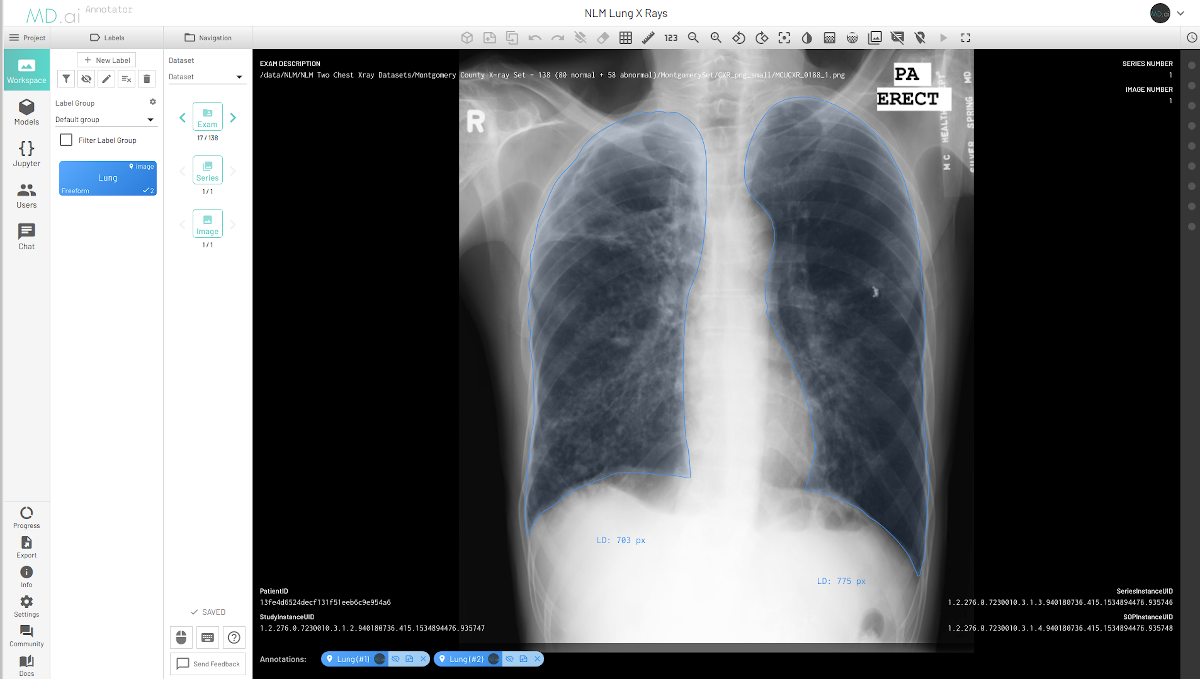 MD.ai Annotator
NLM Lung X Rays
Project
Labels
Navigation
123
Workspace
Models
Jupyter
Users
Chat
Progress
Export
Info
Settings
Community
Docs
+ New Label
Label Group
Default group
Filter Label Group
image
Lung
Freeform
2
Dataset
Dataset
Exam
17/138
Series
1/1
Image
1/1
SAVED
Send Feedback
EXAM DESCRIPTION
/data/NLM/NLM Two Chest Xray Datasets/Montgomery County X-ray Set - 138 (80 normal + 58 abnormal)/MontgomerySet/CXR_png_small/MCUCXR_0188_1.png
SERIES NUMBER
1
IMAGE NUMBER
1
R
PA
ERECT
M C HEALTH
SILVER SPRING MD
LD: 703 px
LD: 775 px
PatientID
13fe4d6524decf131f51eeb6c9e954a6
StudyInstanceUID
1.2.276.0.7230010.3.1.2.940180736.415.1534894476.935747
SeriesInstanceUID
1.2.276.0.7230010.3.1.3.940180736.415.1534894476.935746
SOPInstanceUID
1.2.276.0.7230010.3.1.4.940180736.415.1534894476.935748
Annotations:
Lung(#1)
Lung(#2)